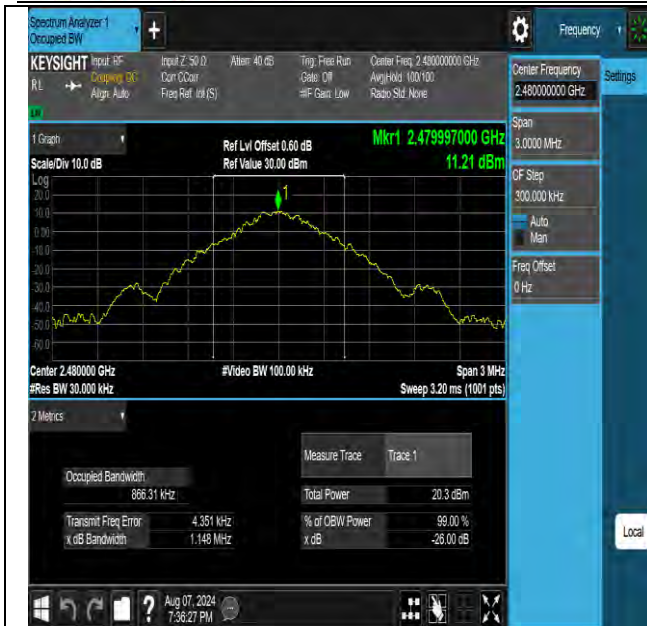 Spectrum Analyzer 1
Occupied BW
Frequency
KEYSIGHT Input: RF Input Z: 50 Ω Atten: 40 dB Trig: Free Run Center Freq: 2.480000000 GHz
RL Coupling: DC Corr CCorr Gate: Off Avg|Hold: 100/100
Align: Auto Freq Ref: Int (S) #IF Gain: Low Radio Std: None
Center Frequency
2.480000000 GHz
Settings
Span
3.0000 MHz
CF Step
300.000 kHz
Auto
Man
Freq Offset
0 Hz
1 Graph
Scale/Div 10.0 dB
Ref Lvl Offset 0.60 dB
Ref Value 30.00 dBm
Mkr1 2.479997000 GHz
11.21 dBm
Log
20.0
10.0
0.00
-10.0
-20.0
-30.0
-40.0
-50.0
-60.0
1
Center 2.480000 GHz #Video BW 100.00 kHz Span 3 MHz
#Res BW 30.000 kHz Sweep 3.20 ms (1001 pts)
2 Metrics
Measure Trace Trace 1
Occupied Bandwidth
866.31 kHz
Total Power 20.3 dBm
Transmit Freq Error 4.351 kHz % of OBW Power 99.00 %
x dB Bandwidth 1.148 MHz x dB -26.00 dB
Local
Aug 07, 2024
7:36:27 PM